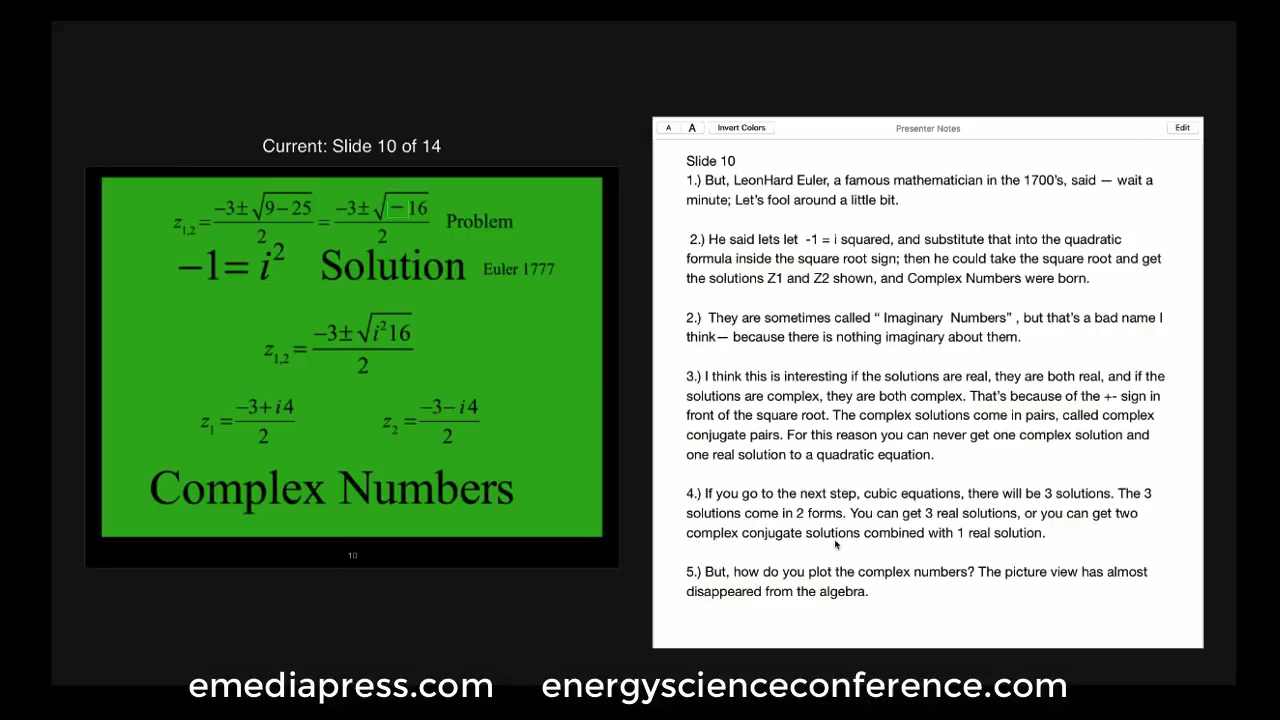 Current: Slide 10 of 14
z₁,₂ = (−3±√(9−25))/2 = (−3±√(−16))/2 Problem
−1= i² Solution Euler 1777
z₁,₂ = (−3±√(i²16))/2
z₁ = (−3+i4)/2 z₂ = (−3−i4)/2
Complex Numbers
10
A A Invert Colors Presenter Notes Edit
Slide 10
1.) But, LeonHard Euler, a famous mathematician in the 1700's, said — wait a
minute; Let's fool around a little bit.
2.) He said lets let -1 = i squared, and substitute that into the quadratic
formula inside the square root sign; then he could take the square root and get
the solutions Z1 and Z2 shown, and Complex Numbers were born.
2.) They are sometimes called “ Imaginary Numbers” , but that's a bad name I
think— because there is nothing imaginary about them.
3.) I think this is interesting if the solutions are real, they are both real, and if the
solutions are complex, they are both complex. That's because of the +- sign in
front of the square root. The complex solutions come in pairs, called complex
conjugate pairs. For this reason you can never get one complex solution and
one real solution to a quadratic equation.
4.) If you go to the next step, cubic equations, there will be 3 solutions. The 3
solutions come in 2 forms. You can get 3 real solutions, or you can get two
complex conjugate solutions combined with 1 real solution.
5.) But, how do you plot the complex numbers? The picture view has almost
disappeared from the algebra.
emediapress.com energyscienceconference.com